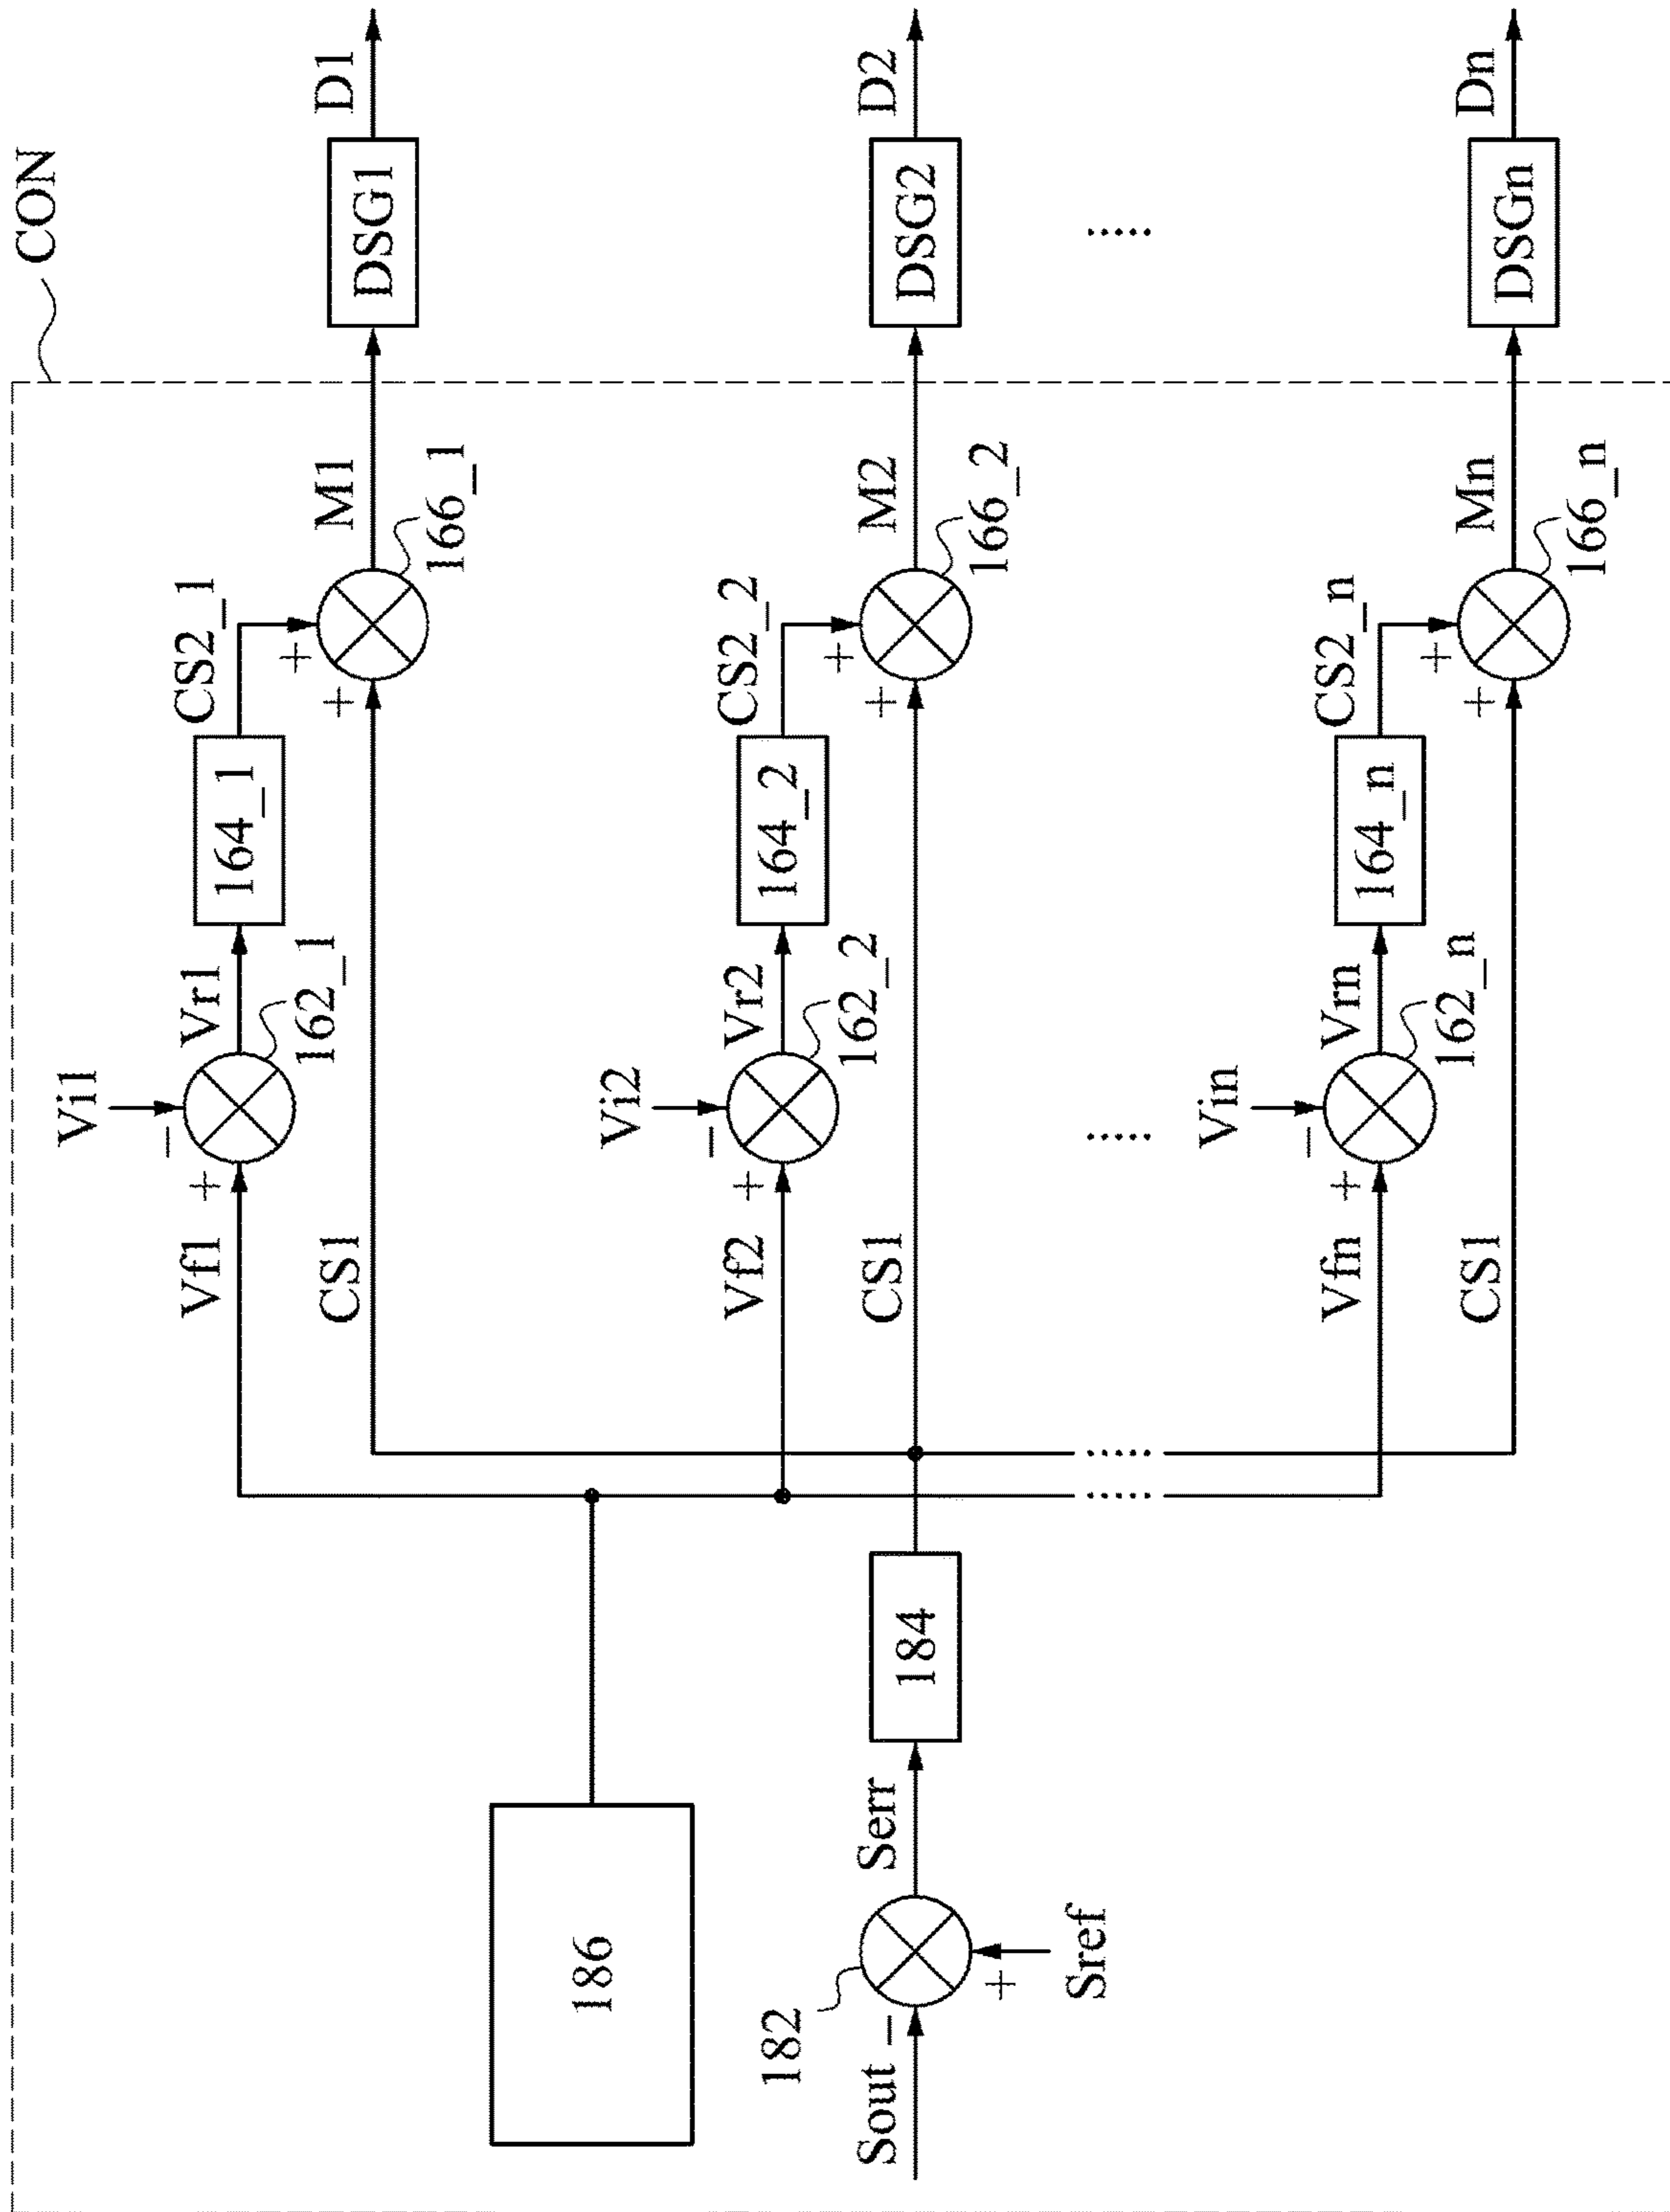 CON
Vi1
Vf1
+
−
Vr1
162_1
164_1
CS2_1
+
+
CS1
166_1
M1
DSG1
D1
Vi2
Vf2
+
−
Vr2
162_2
164_2
CS2_2
+
+
CS1
166_2
M2
DSG2
D2
Vin
Vfn
+
−
Vrn
162_n
164_n
CS2_n
+
+
CS1
166_n
Mn
DSGn
Dn
186
182
Sout
−
+
Sref
Serr
184